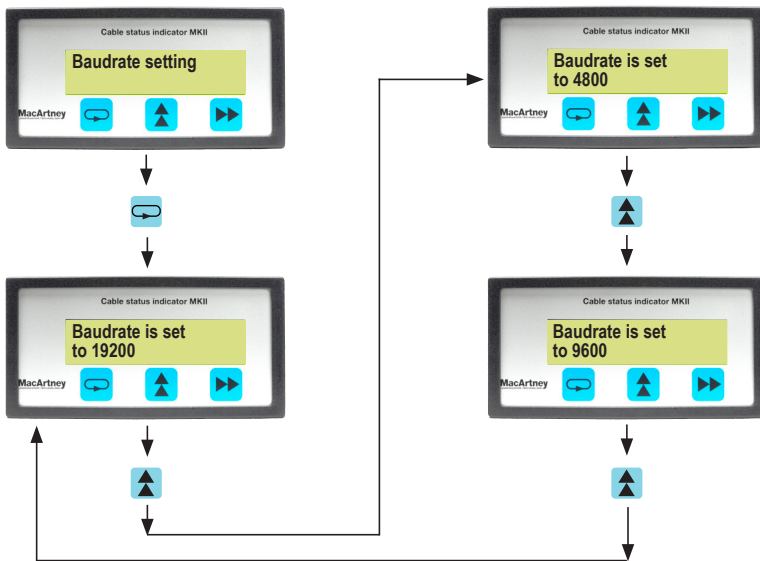 Cable status indicator MKII
Baudrate setting
MacArtney
Cable status indicator MKII
Baudrate is set
to 19200
MacArtney
Cable status indicator MKII
Baudrate is set
to 4800
MacArtney
Cable status indicator MKII
Baudrate is set
to 9600
MacArtney